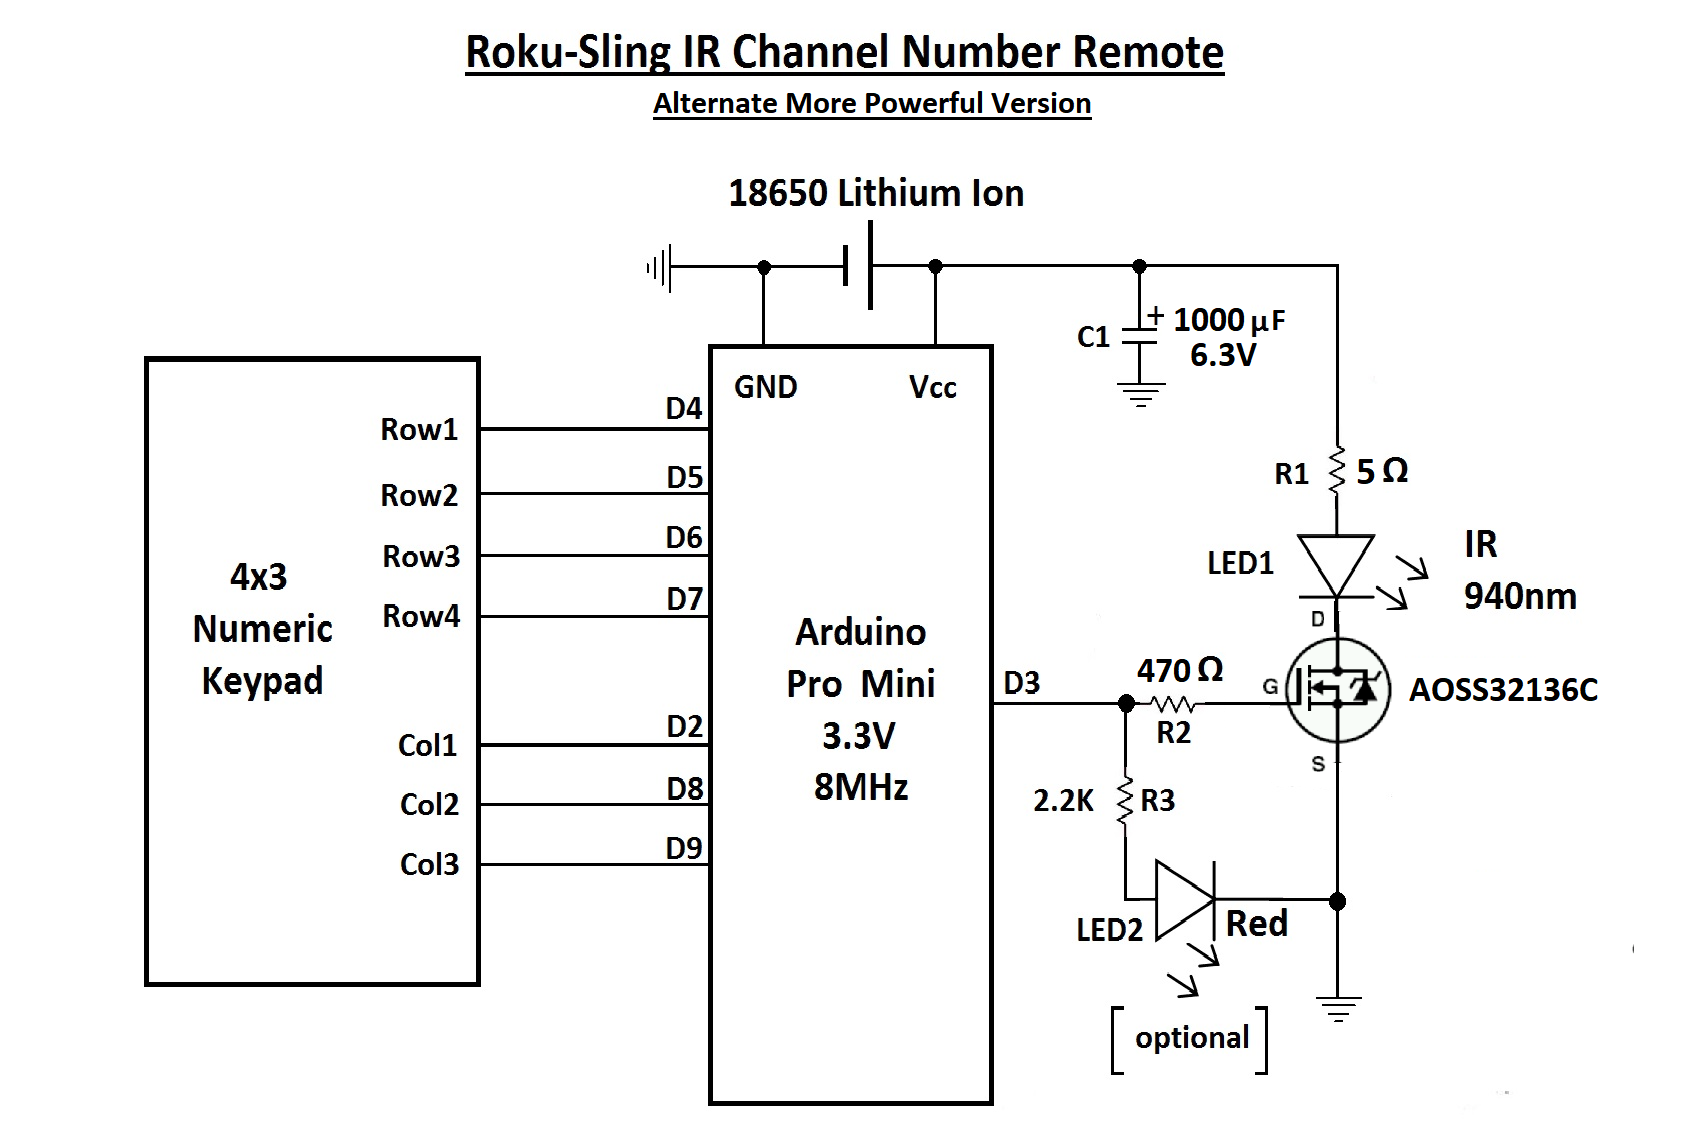 Roku-Sling IR Channel Number Remote
Alternate More Powerful Version
18650 Lithium Ion
C1
+ 1000 μF
6.3V
GND
Vcc
4x3
Numeric
Keypad
Row1
Row2
Row3
Row4
Col1
Col2
Col3
D4
D5
D6
D7
D2
D8
D9
Arduino
Pro Mini
3.3V
8MHz
D3
R1
5 Ω
LED1
IR
940nm
D
G
S
AOSS32136C
470 Ω
R2
2.2K
R3
LED2
Red
[optional]